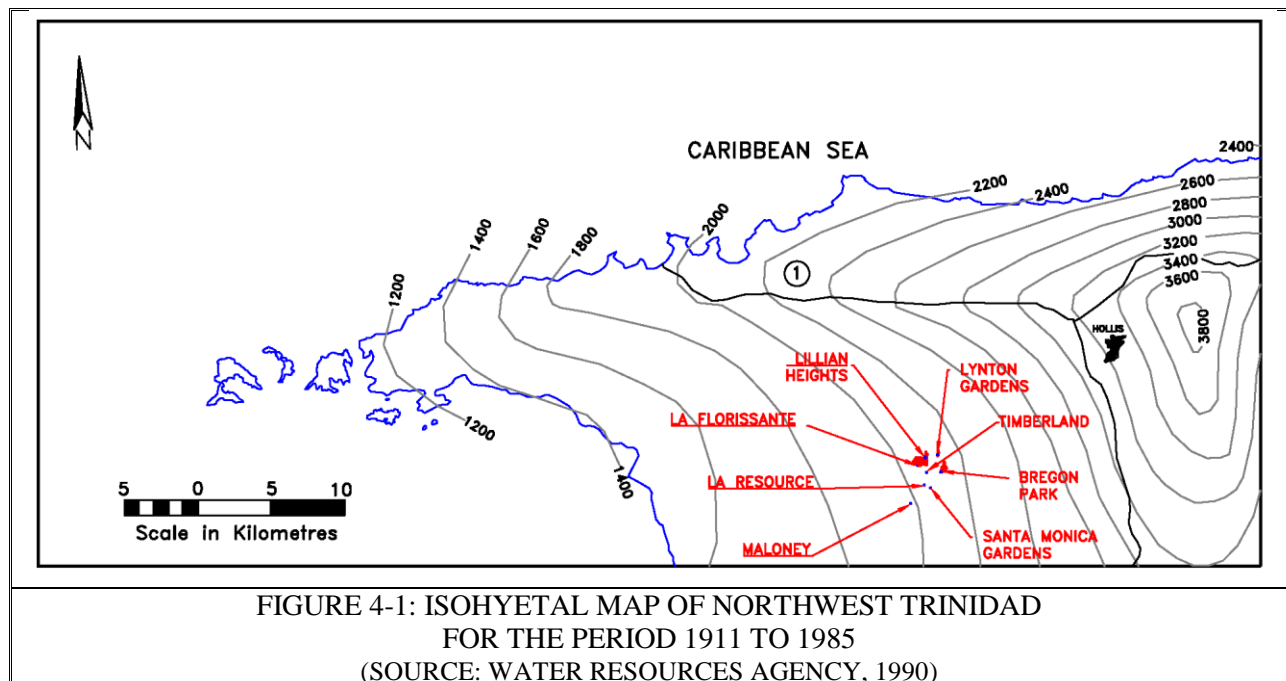 N
CARIBBEAN SEA
2400
2200
2400
2600
2800
3000
3200
3400
3600
3800
2000
1800
1600
1400
1200
1
HOLLIS
LILLIAN
HEIGHTS
LYNTON
GARDENS
LA FLORISSANTE
TIMBERLAND
1200
1400
LA RESOURCE
BREGON
PARK
MALONEY
SANTA MONICA
GARDENS
5 0 5 10
Scale in Kilometres
FIGURE 4-1: ISOHYETAL MAP OF NORTHWEST TRINIDAD
FOR THE PERIOD 1911 TO 1985
(SOURCE: WATER RESOURCES AGENCY, 1990)